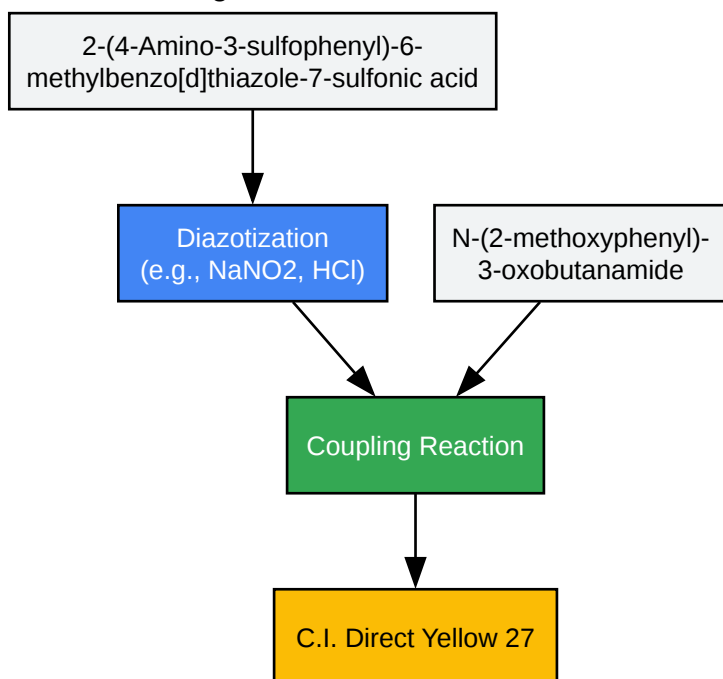 2-(4-Amino-3-sulfophenyl)-6-
methylbenzo[d]thiazole-7-sulfonic acid
Diazotization
(e.g., NaNO2, HCl)
N-(2-methoxyphenyl)-
3-oxobutanamide
Coupling Reaction
C.I. Direct Yellow 27